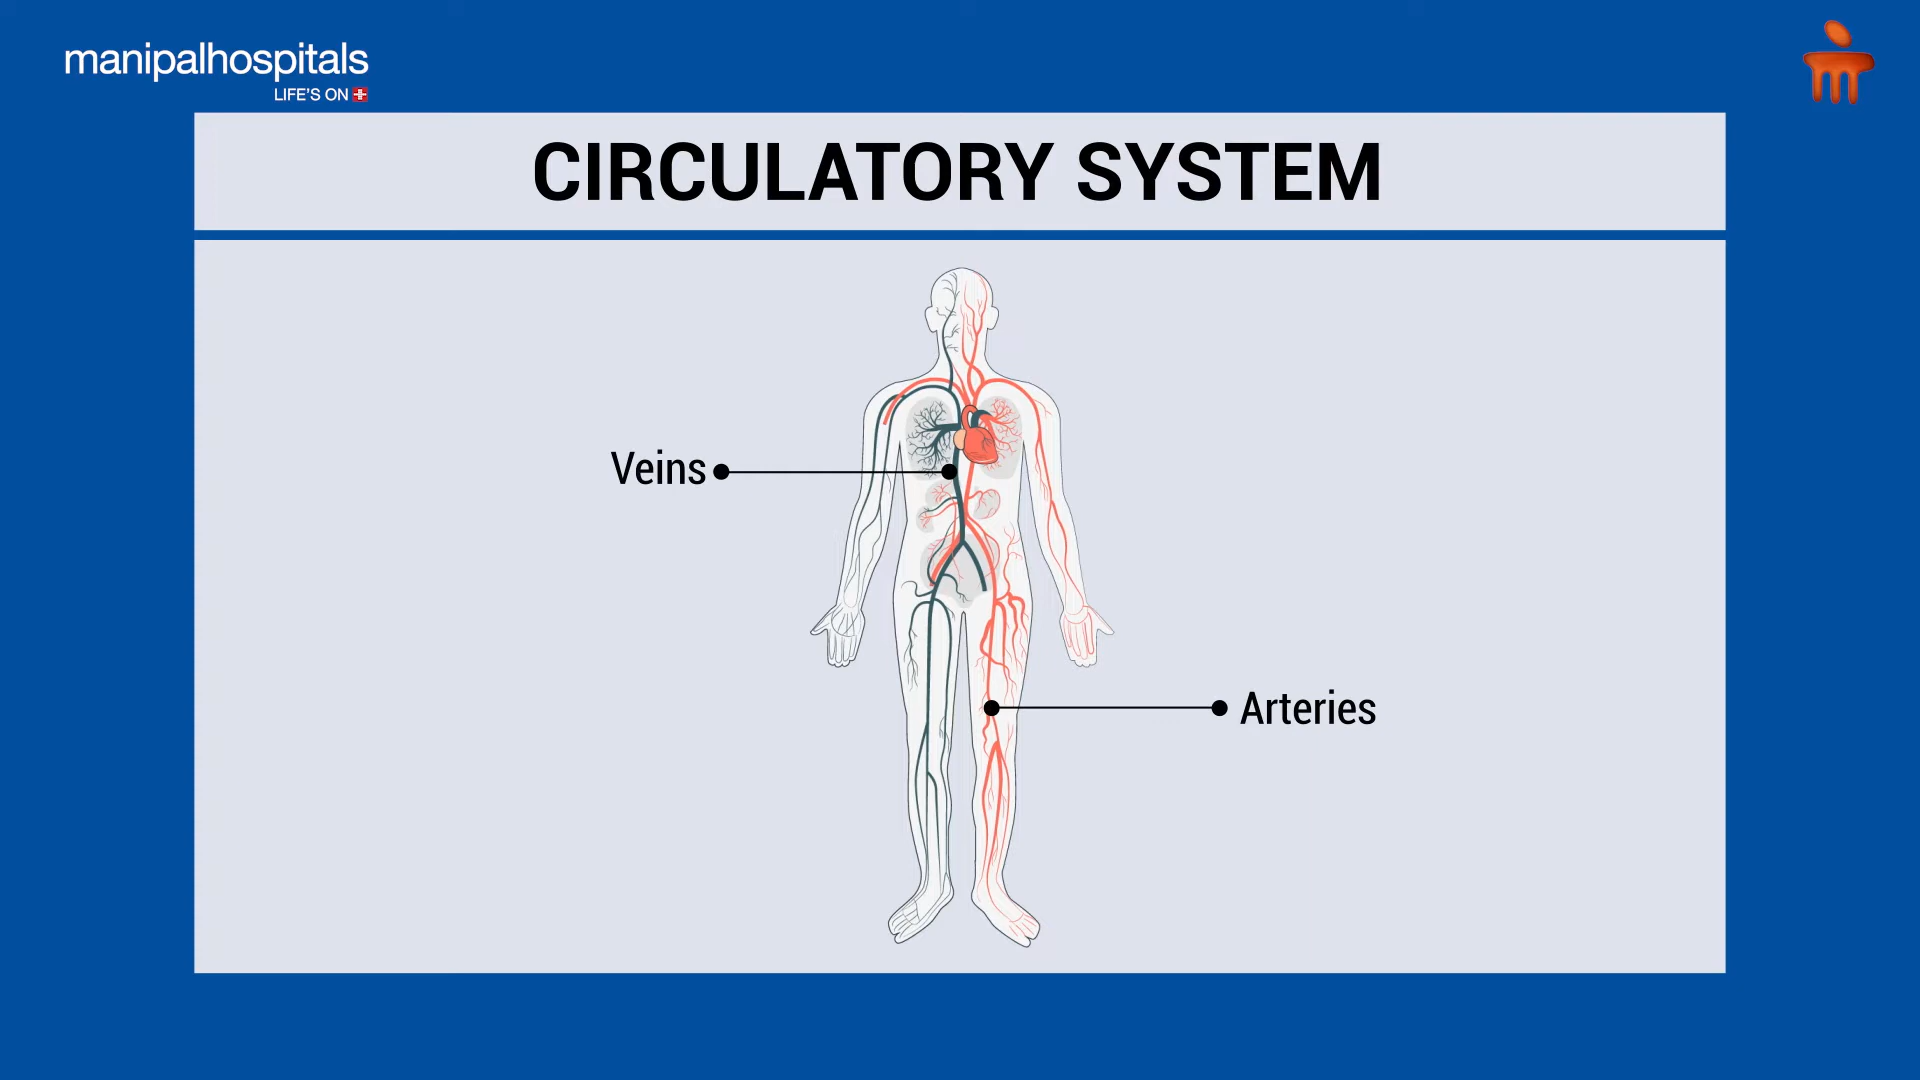 manipalhospitals
LIFE'S ON
CIRCULATORY SYSTEM
Veins
Arteries